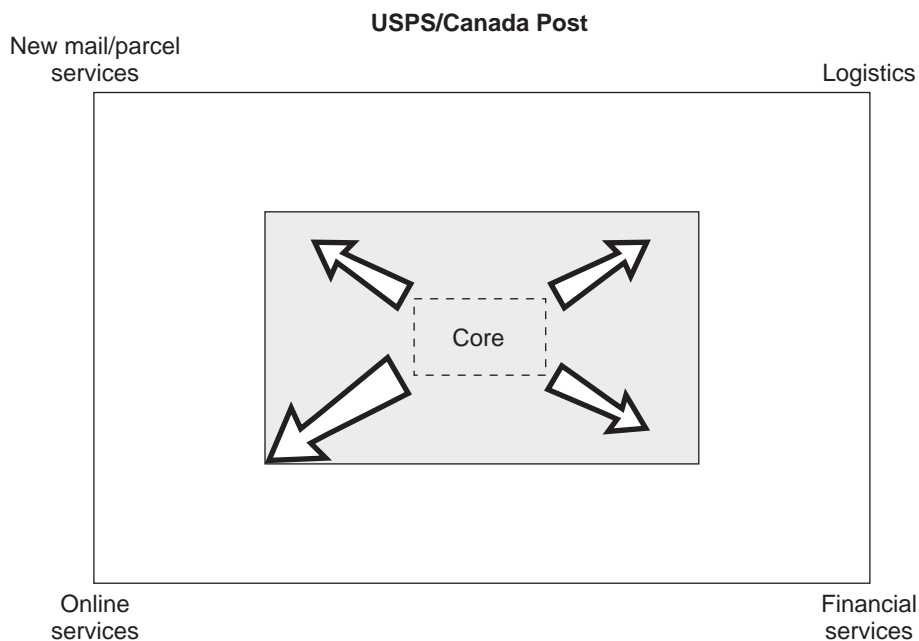 USPS/Canada Post
New mail/parcel
services
Logistics
Core
Online
services
Financial
services